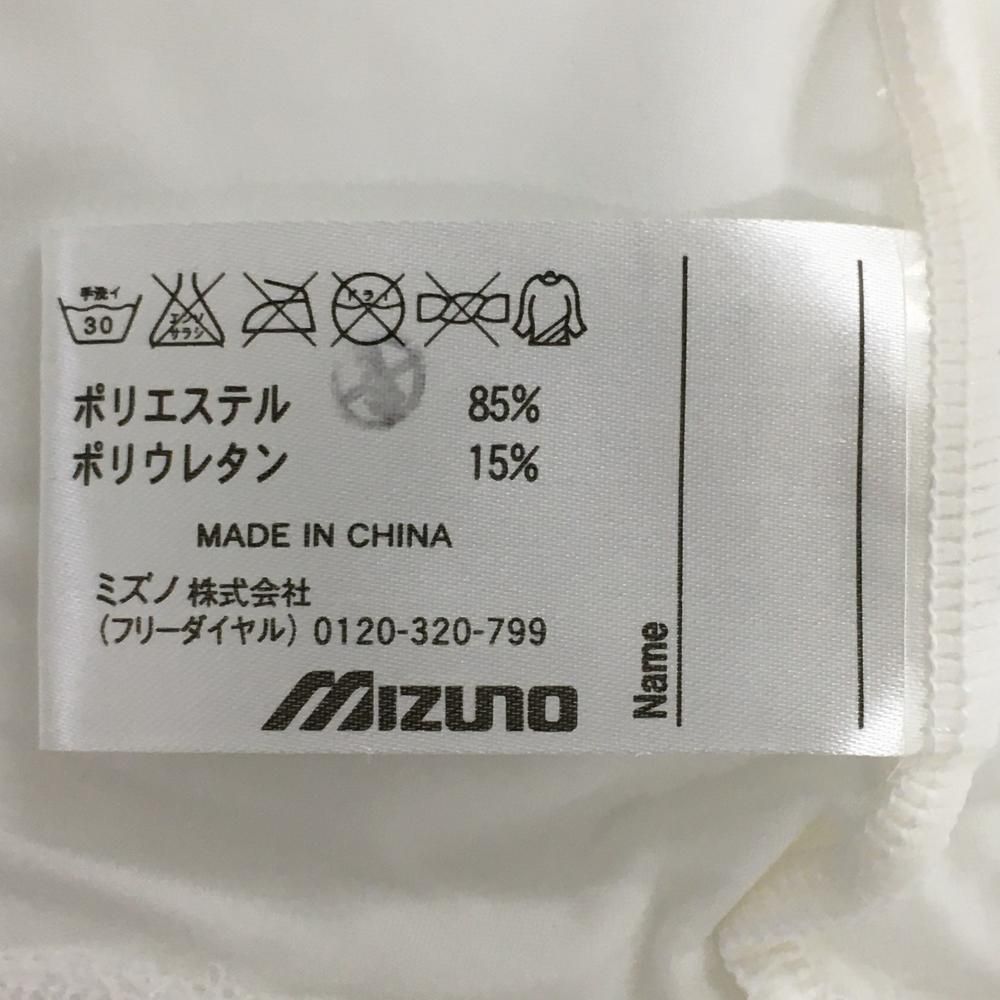 手洗イ
30
エンソ
サラシ
ドライ
ポリエステル 85%
ポリウレタン 15%
MADE IN CHINA
ミズノ株式会社
(フリーダイヤル) 0120-320-799
MIZUNO
Name